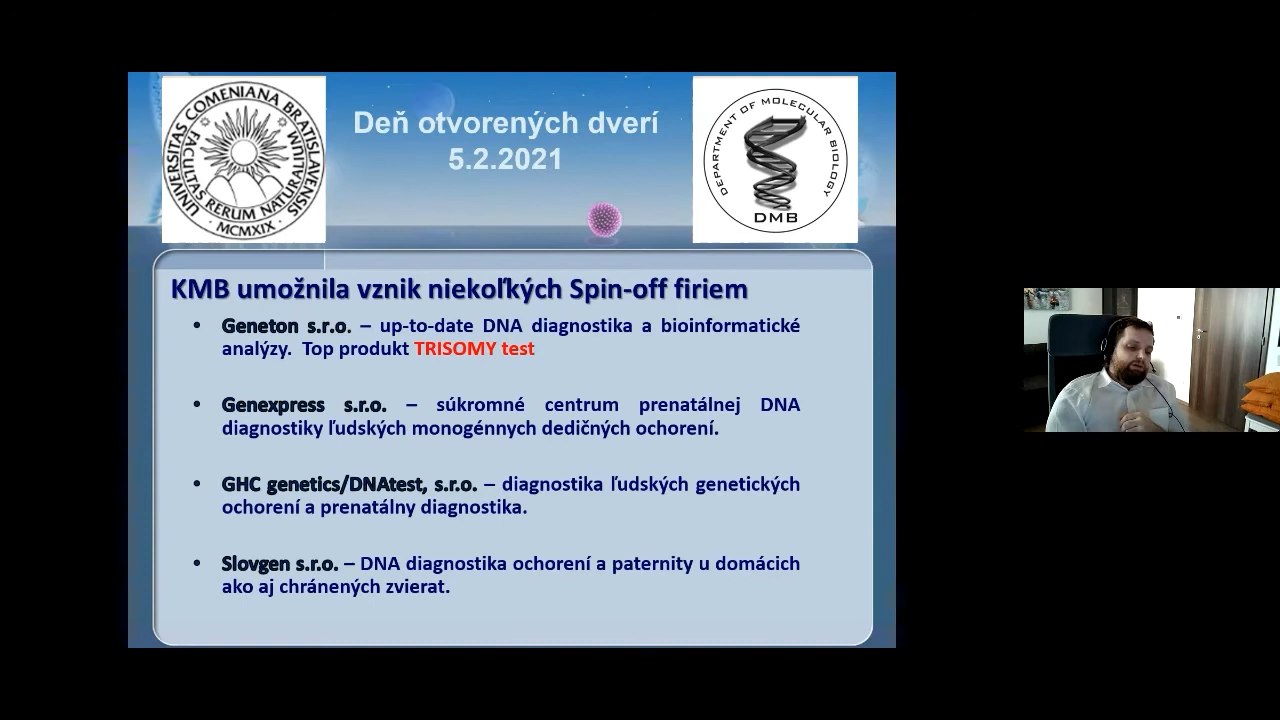 UNIVERSITAS COMENIANA BRATISLAVENSIS
FACULTAS RERUM NATURALIUM
· MCMXIX ·
Deň otvorených dverí
5.2.2021
DEPARTMENT OF MOLECULAR BIOLOGY
DMB
KMB umožnila vznik niekoľkých Spin-off firiem
• Geneton s.r.o. – up-to-date DNA diagnostika a bioinformatické
analýzy. Top produkt TRISOMY test
• Genexpress s.r.o. – súkromné centrum prenatálnej DNA
diagnostiky ľudských monogénnych dedičných ochorení.
• GHC genetics/DNAtest, s.r.o. – diagnostika ľudských genetických
ochorení a prenatálny diagnostika.
• Slovgen s.r.o. – DNA diagnostika ochorení a paternity u domácich
ako aj chránených zvierat.